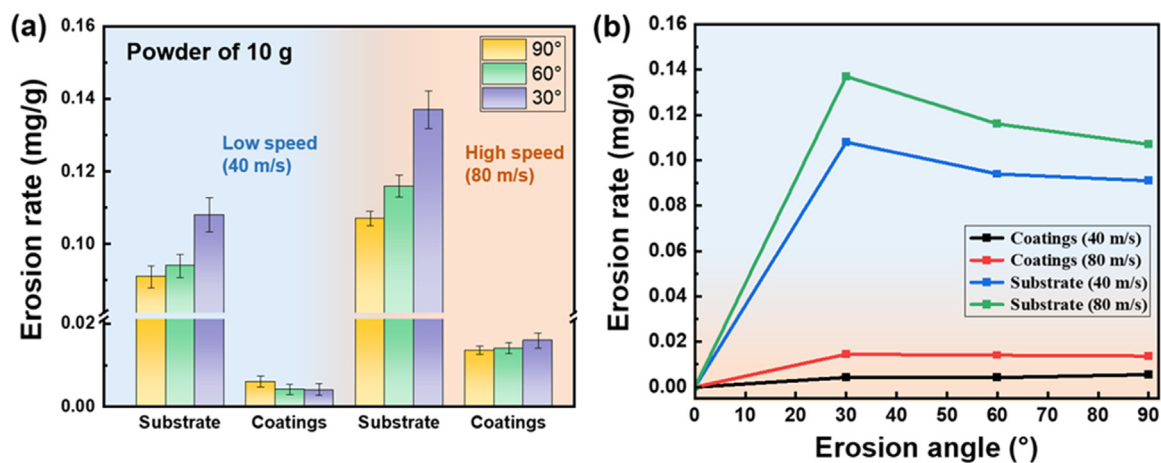 (a)
Powder of 10 g
90°
60°
30°
Low speed
(40 m/s)
High speed
(80 m/s)
Erosion rate (mg/g)
0.16
0.14
0.12
0.10
0.02
0.00
Substrate
Coatings
Substrate
Coatings
(b)
Erosion rate (mg/g)
0.16
0.14
0.12
0.10
0.08
0.06
0.04
0.02
0.00
Coatings (40 m/s)
Coatings (80 m/s)
Substrate (40 m/s)
Substrate (80 m/s)
0 10 20 30 40 50 60 70 80 90
Erosion angle (°)